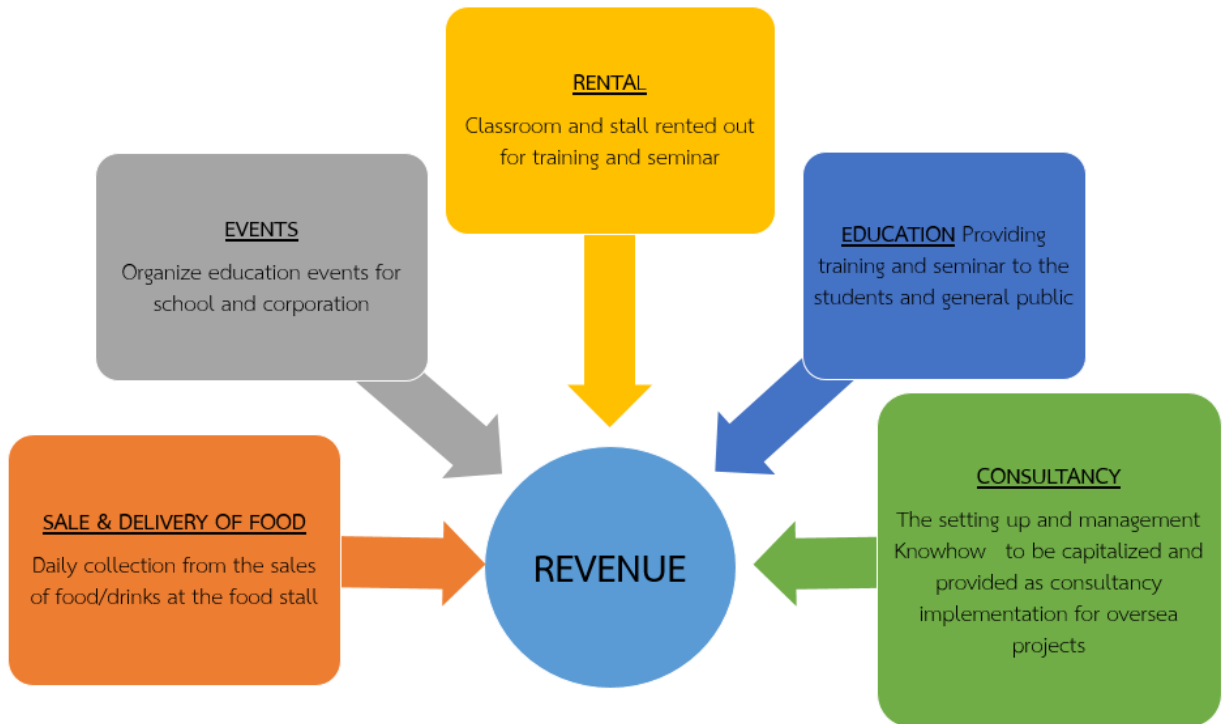 RENTAL
Classroom and stall rented out
for training and seminar
EVENTS
Organize education events for
school and corporation
EDUCATION Providing
training and seminar to the
students and general public
SALE & DELIVERY OF FOOD
Daily collection from the sales
of food/drinks at the food stall
REVENUE
CONSULTANCY
The setting up and management
Knowhow to be capitalized and
provided as consultancy
implementation for oversea
projects